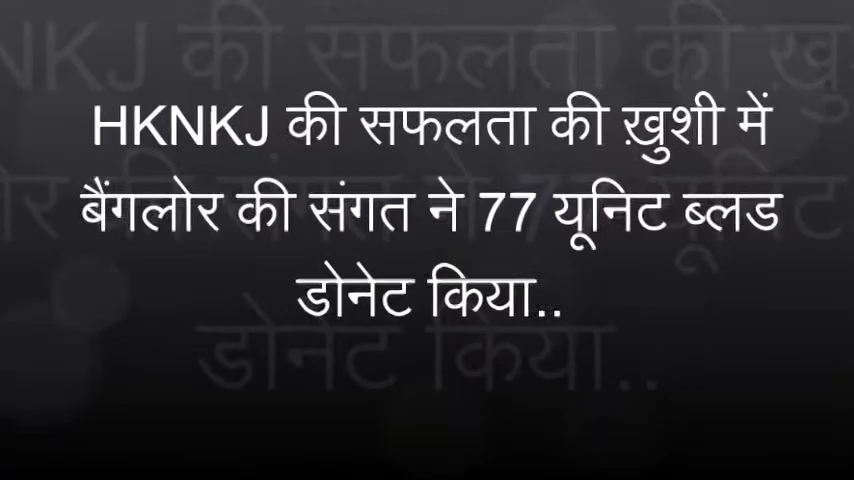 HKNKJ की सफलता की ख़ुशी में
बैंगलोर की संगत ने 77 यूनिट ब्लड
डोनेट किया..